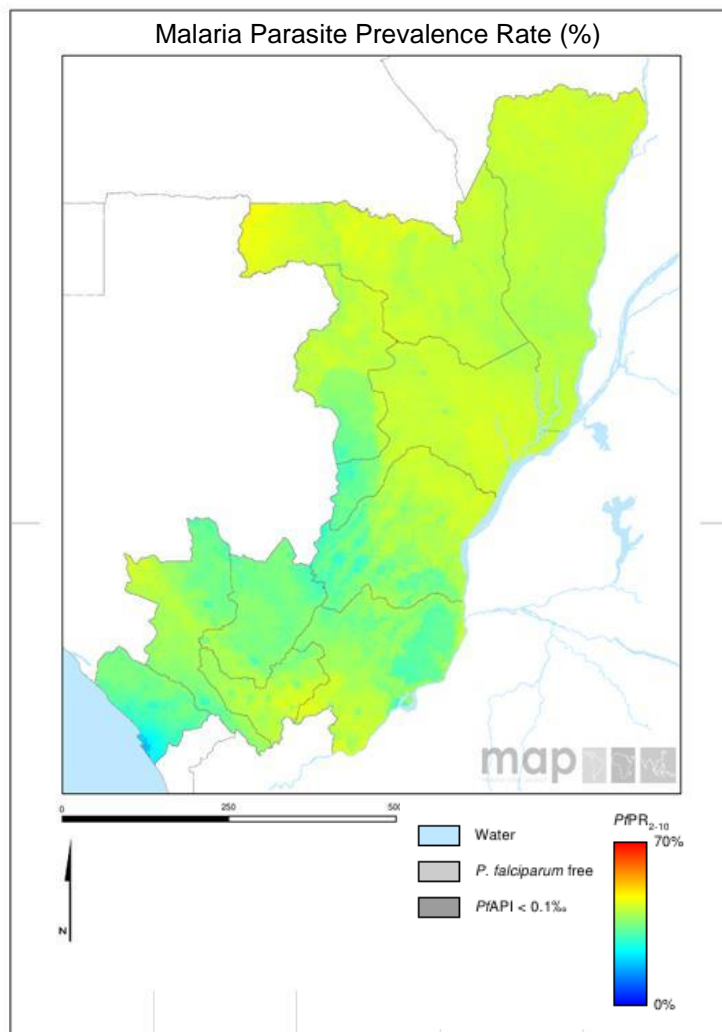 Malaria Parasite Prevalence Rate (%)
map
0 250 500
N
Water
P. falciparum free
PfAPI < 0.1‰
PfPR2-10
70%
0%